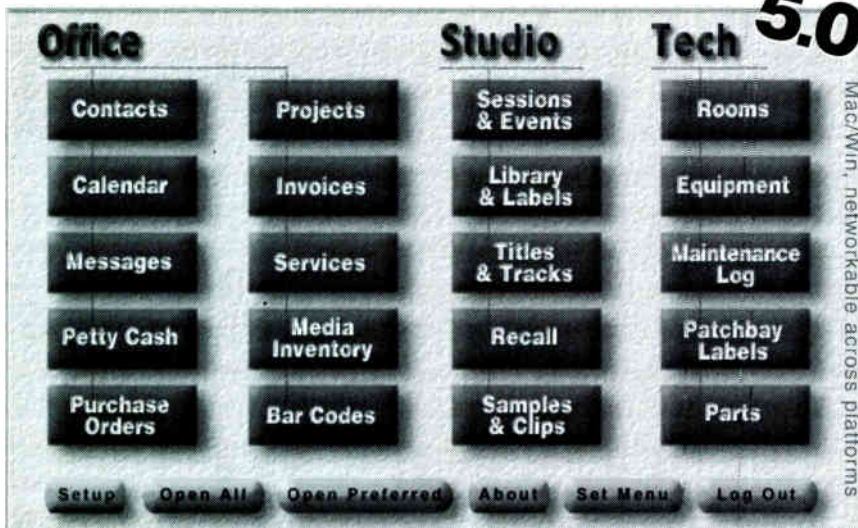 5.0
Office
Studio
Tech
Contacts
Projects
Sessions
& Events
Rooms
Calendar
Invoices
Library
& Labels
Equipment
Messages
Services
Titles
& Tracks
Maintenance
Log
Petty Cash
Media
Inventory
Recall
Patchbay
Labels
Purchase
Orders
Bar Codes
Samples
& Clips
Parts
Setup
Open All
Open Preferred
About
Set Menu
Log Out
Mac/Win, networkable across platforms